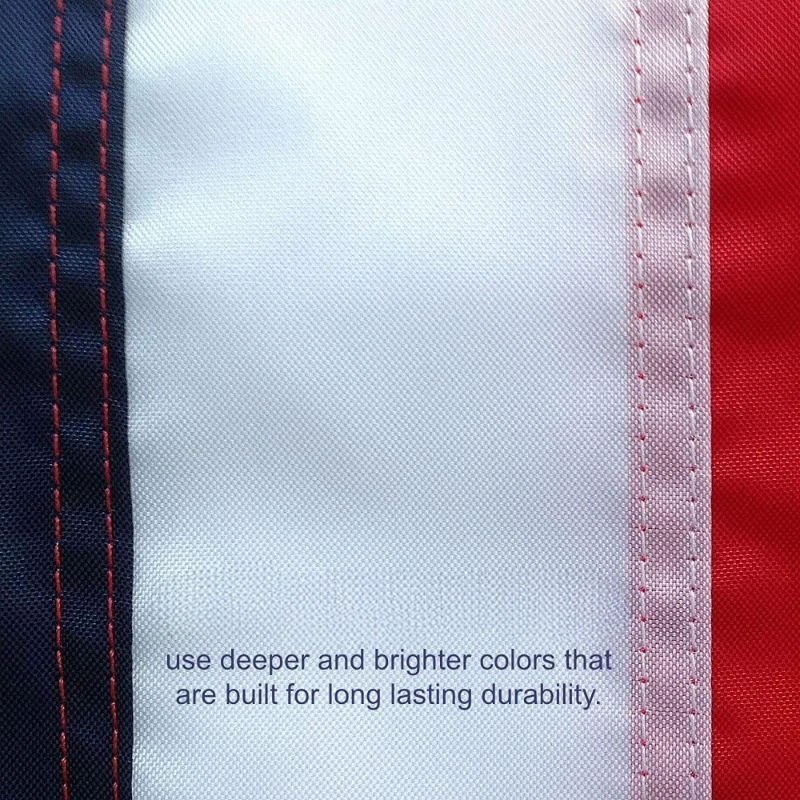 use deeper and brighter colors that
are built for long lasting durability.